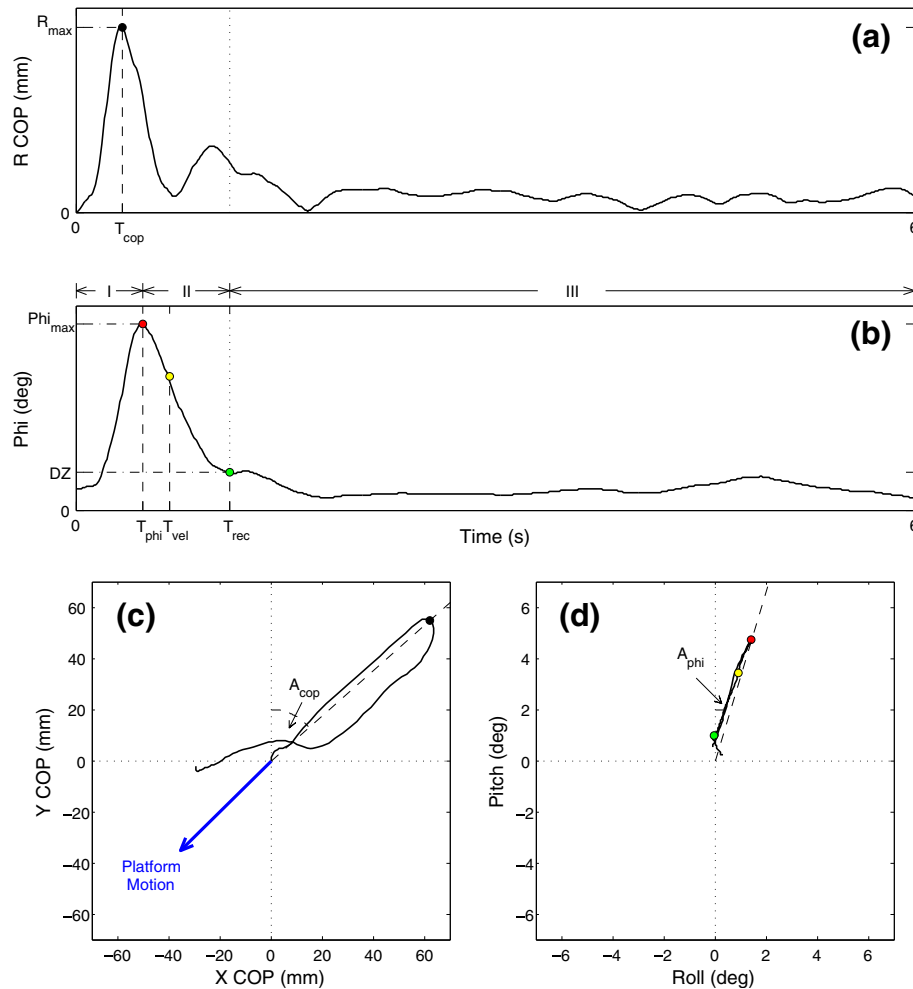 R_max
(a)
R COP (mm)
0
0
T_cop
6
I
II
III
Phi_max
(b)
Phi (deg)
DZ
0
0
T_phi T_vel
T_rec
Time (s)
6
(c)
60
40
20
0
−20
−40
−60
A_cop
Y COP (mm)
Platform
Motion
−60 −40 −20 0 20 40 60
X COP (mm)
(d)
6
4
2
0
−2
−4
−6
A_phi
Pitch (deg)
−6 −4 −2 0 2 4 6
Roll (deg)